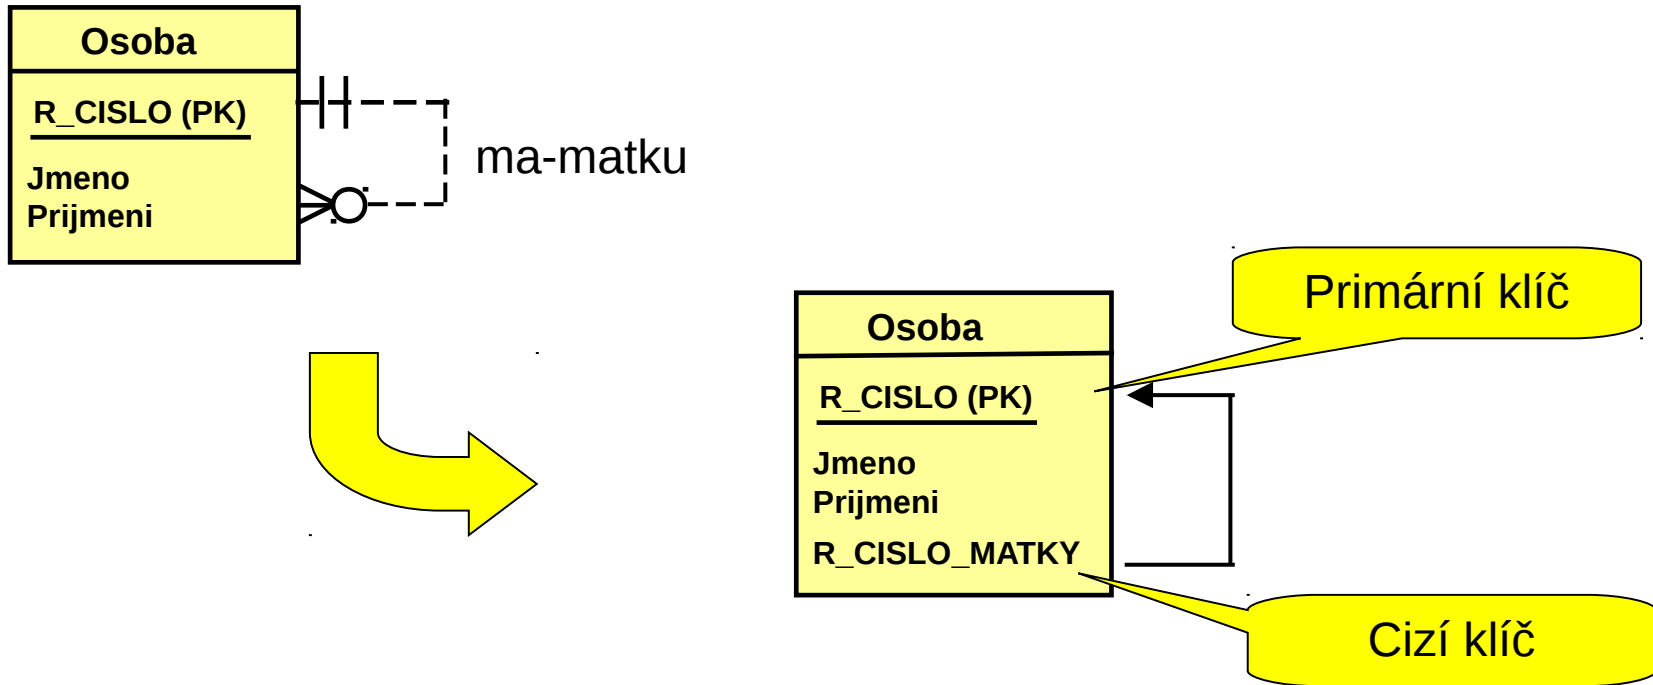 Osoba
R_CISLO (PK)
Jmeno
Prijmeni
ma-matku
Primární klíč
Osoba
R_CISLO (PK)
Jmeno
Prijmeni
R_CISLO_MATKY
Cizí klíč